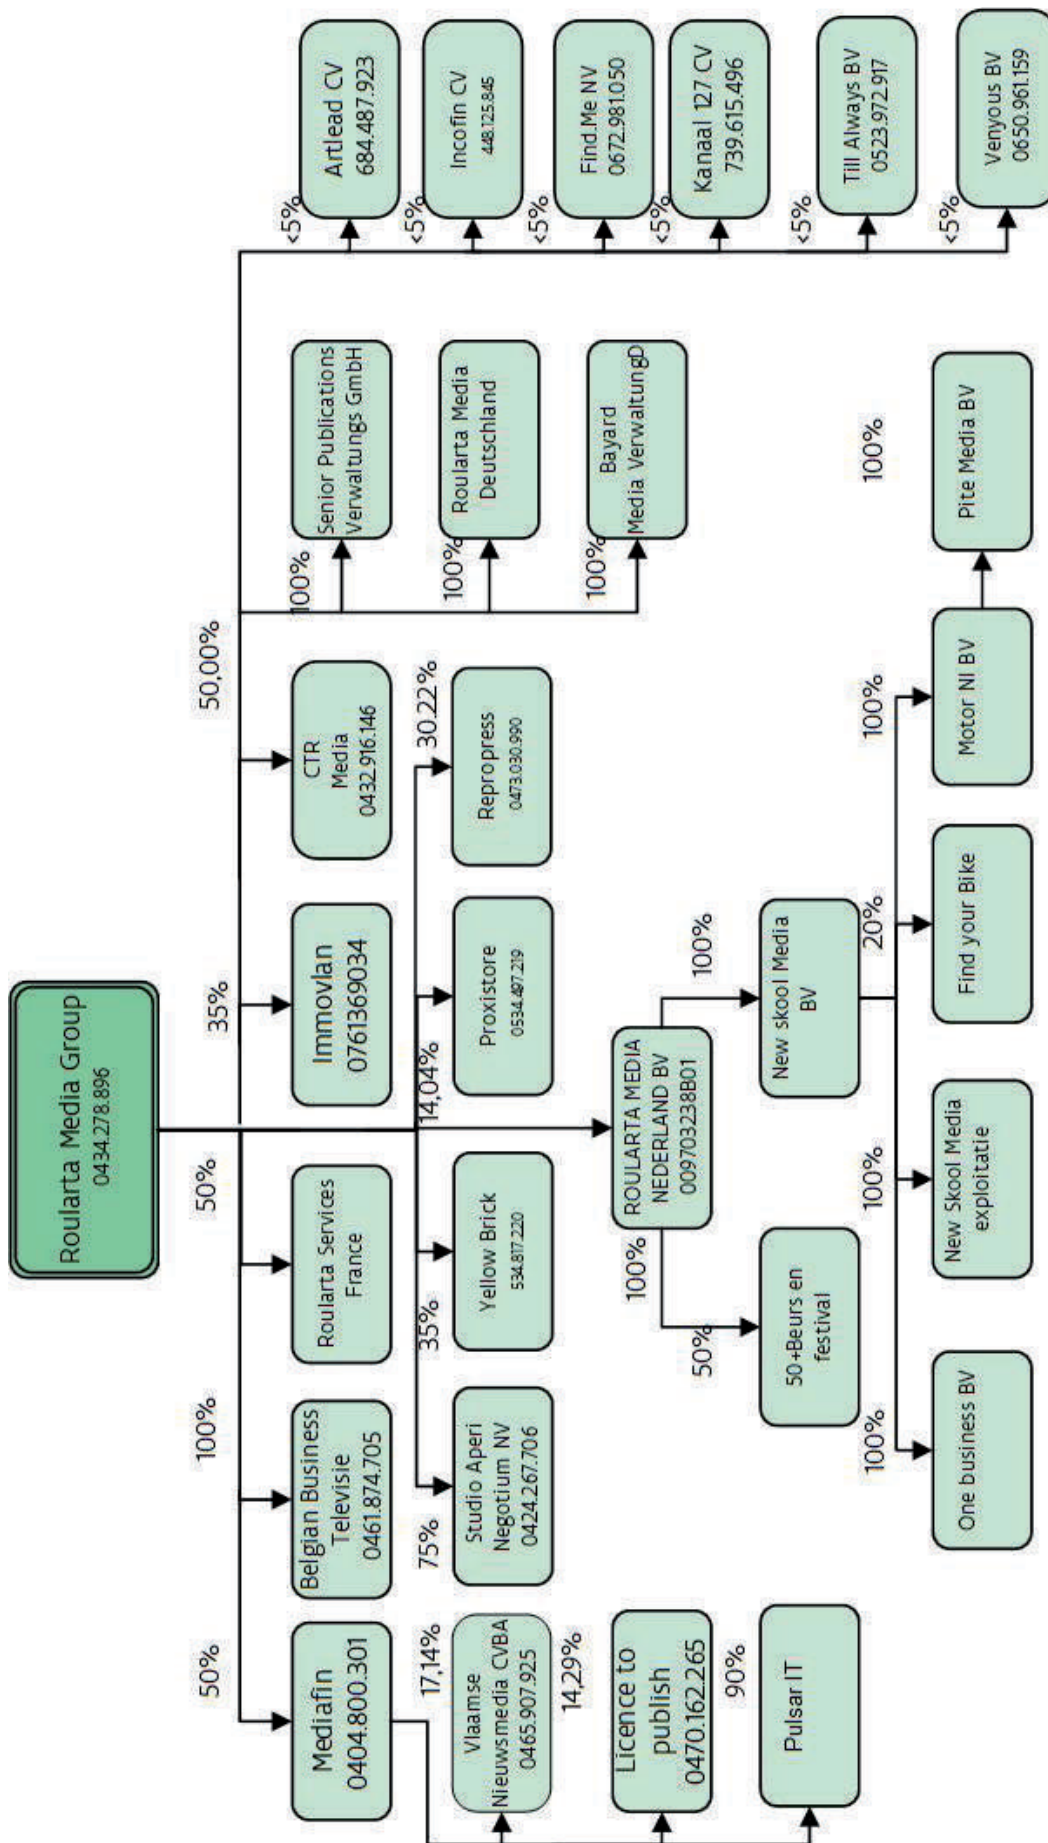 Roularta Media Group
0434.278.896
50%
100%
50%
35%
50,00%
Mediafin
0404.800.301
Belgian Business
Televisie
0461.874.705
Roularta Services
France
Immovlan
0761369034
CTR
Media
0432.916.146
100%
Senior Publications
Verwaltungs GmbH
100%
Roularta Media
Deutschland
100%
Bayard
Media VerwaltungD
<5%
Artlead CV
684.487.923
<5%
Incofin CV
448.125.845
<5%
Find.Me NV
0672.981.050
<5%
Kanaal 127 CV
739.615.496
<5%
Till Always BV
0523.972.917
<5%
Venyous BV
0650.961.159
17,14%
75%
35%
14,04%
30.22%
Vlaamse
Nieuwsmedia CVBA
0465.907.925
Studio Aperi
Negotium NV
0424.267.706
Yellow Brick
534.817.220
Proxistore
0534.497.219
Repropress
0473.030.990
14,29%
Licence to
publish
0470.162.265
90%
Pulsar IT
100%
ROULARTA MEDIA
NEDERLAND BV
009703238B01
50%
100%
50+Beurs en
festival
New skool Media
BV
100%
100%
20%
100%
100%
One business BV
New Skool Media
exploitatie
Find your Bike
Motor NI BV
Pite Media BV